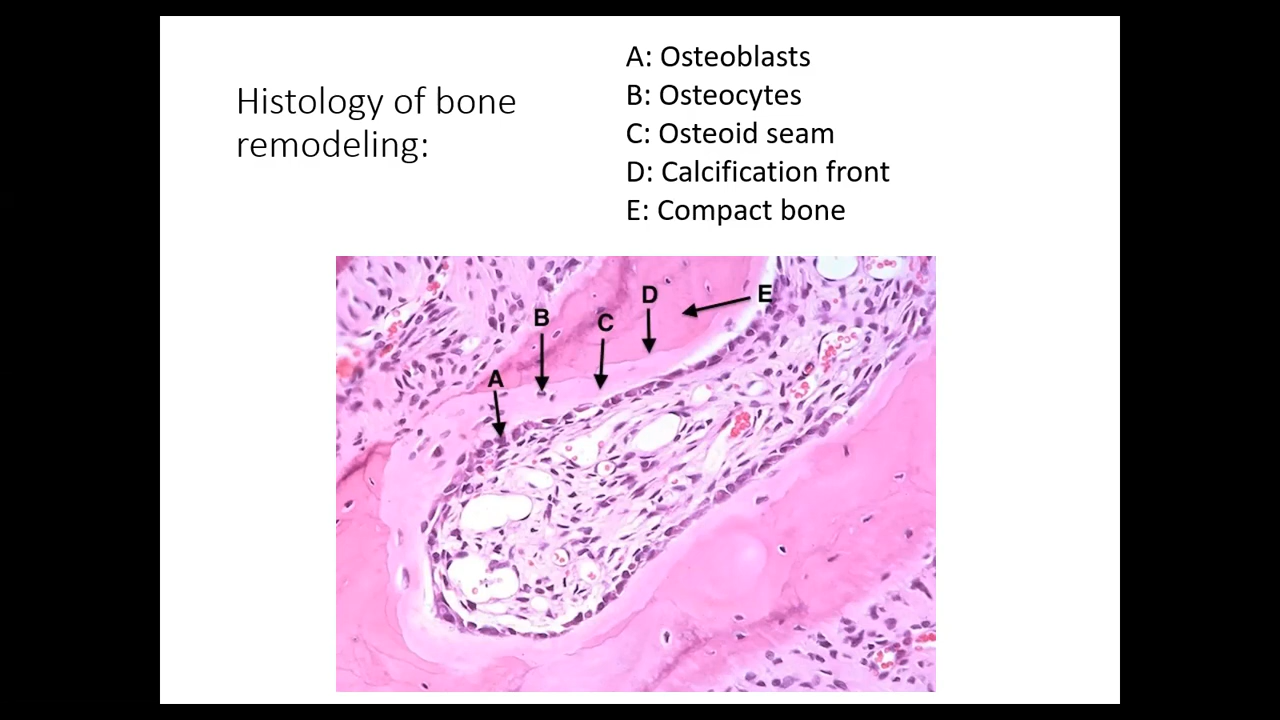 Histology of bone
remodeling:
A: Osteoblasts
B: Osteocytes
C: Osteoid seam
D: Calcification front
E: Compact bone
D
E
B
C
A